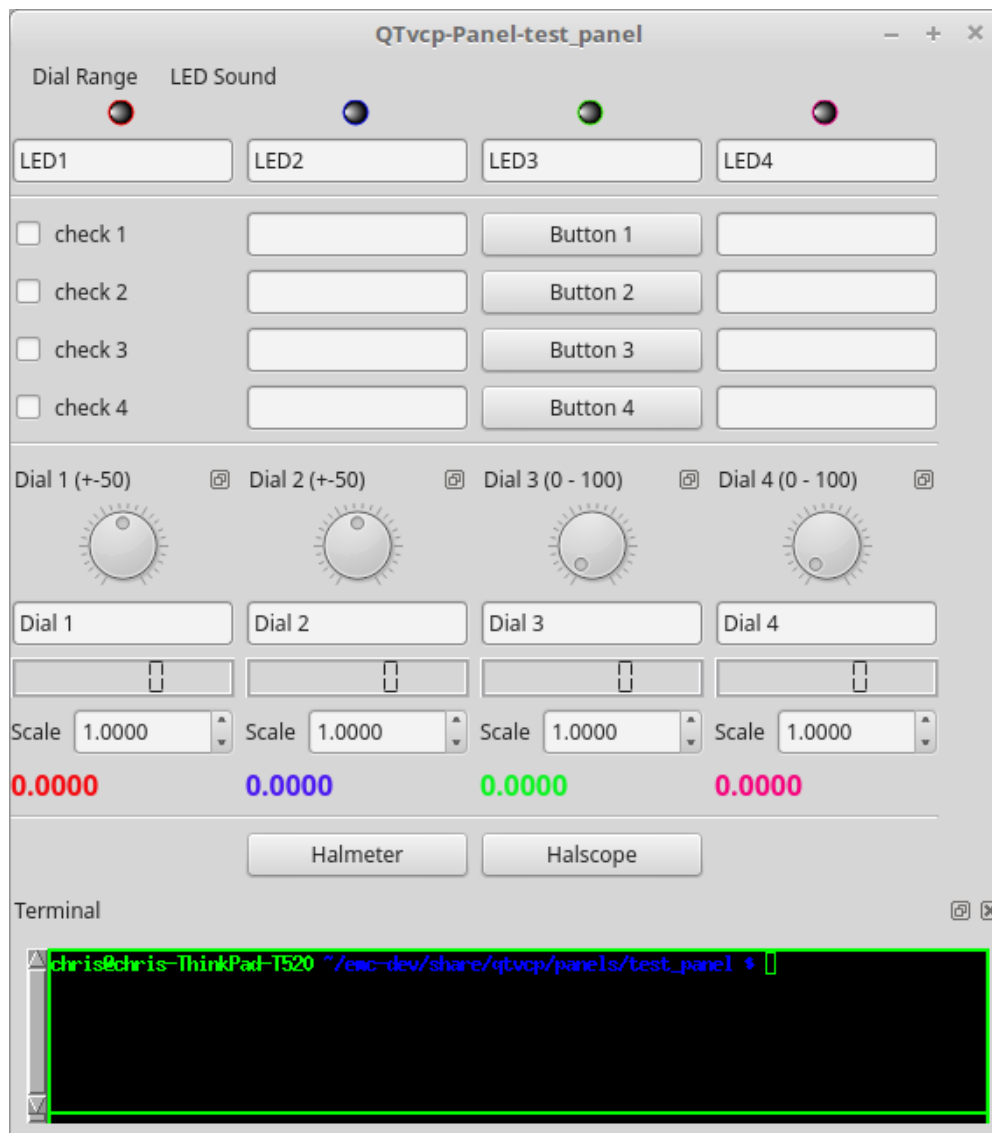 QTvcp-Panel-test_panel
Dial Range LED Sound
LED1 LED2 LED3 LED4
check 1 Button 1
check 2 Button 2
check 3 Button 3
check 4 Button 4
Dial 1 (+-50) Dial 2 (+-50) Dial 3 (0 - 100) Dial 4 (0 - 100)
Dial 1 Dial 2 Dial 3 Dial 4
0 0 0 0
Scale 1.0000 Scale 1.0000 Scale 1.0000 Scale 1.0000
0.0000 0.0000 0.0000 0.0000
Halmeter Halscope
Terminal
chris@chris-ThinkPad-T520 ~/emc-dev/share/qtvcp/panels/test_panel $